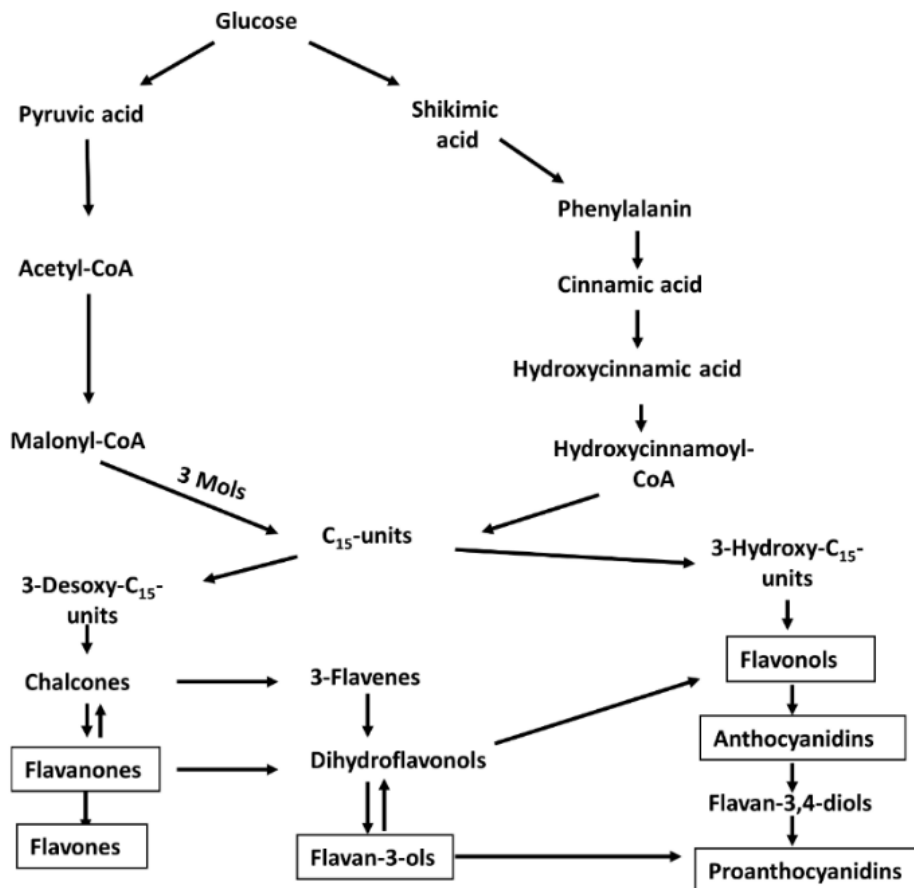 Glucose
Pyruvic acid
Shikimic
acid
Phenylalanin
Acetyl-CoA
Cinnamic acid
Hydroxycinnamic acid
Malonyl-CoA
Hydroxycinnamoyl-
CoA
3 Mols
C₁₅-units
3-Hydroxy-C₁₅-
units
3-Desoxy-C₁₅-
units
Flavonols
Chalcones
3-Flavenes
Anthocyanidins
Flavanones
Dihydroflavonols
Flavan-3,4-diols
Flavones
Flavan-3-ols
Proanthocyanidins